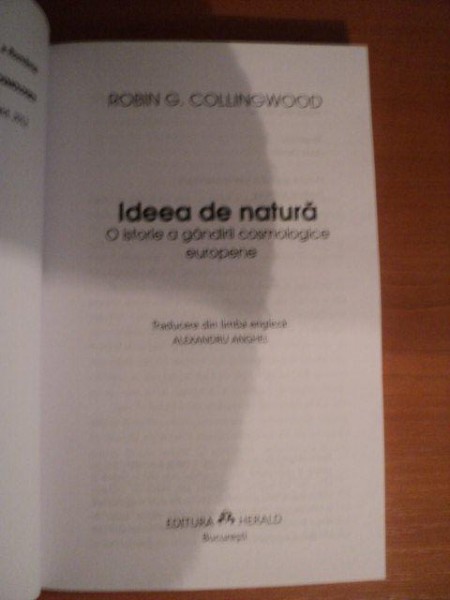 ROBIN G. COLLINGWOOD
Ideea de natură
O istorie a gândirii cosmologice
europene
Traducere din limba engleză
ALEXANDRU ANGHEL
EDITURA HERALD
București